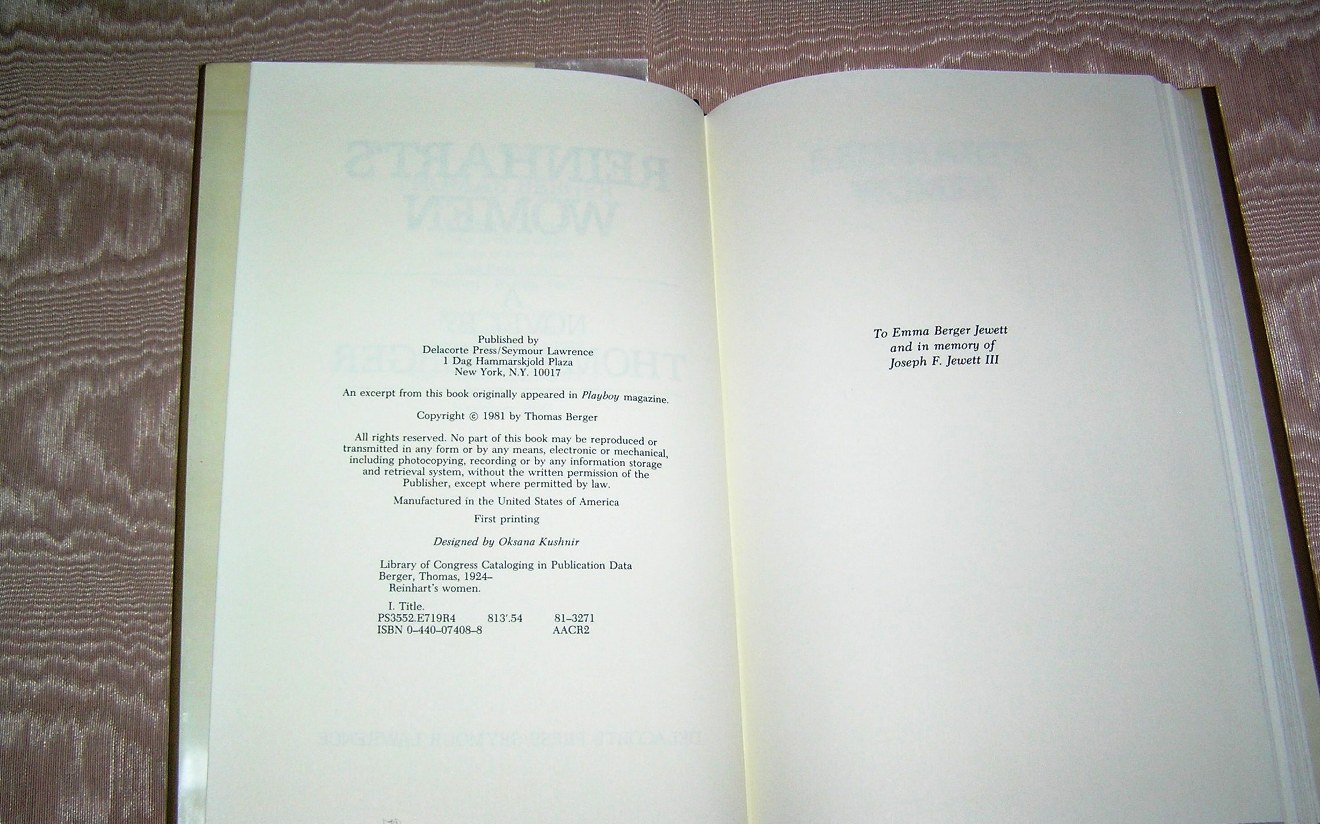 REINHART'S
WOMEN
A
Published by
Delacorte Press/Seymour Lawrence
1 Dag Hammarskjold Plaza
New York, N.Y. 10017
An excerpt from this book originally appeared in Playboy magazine.
Copyright © 1981 by Thomas Berger
All rights reserved. No part of this book may be reproduced or
transmitted in any form or by any means, electronic or mechanical,
including photocopying, recording or by any information storage
and retrieval system, without the written permission of the
Publisher, except where permitted by law.
Manufactured in the United States of America
First printing
Designed by Oksana Kushnir
Library of Congress Cataloging in Publication Data
Berger, Thomas, 1924–
Reinhart's women.
I. Title.
PS3552.E719R4 813'.54 81–3271
ISBN 0–440–07408–8 AACR2
DELACORTE PRESS/SEYMOUR LAWRENCE
To Emma Berger Jewett
and in memory of
Joseph F. Jewett III